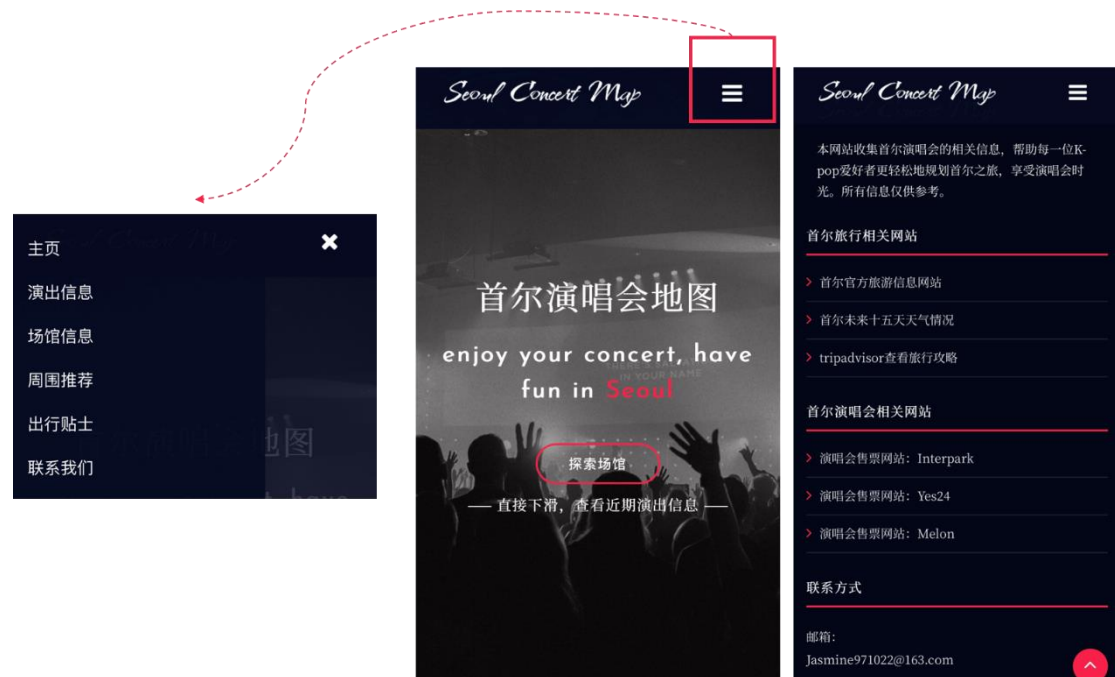 主页
演出信息
场馆信息
周围推荐
出行贴士
联系我们
地图
Seoul Concert Map
首尔演唱会地图
enjoy your concert, have
fun in Seoul
IN YOUR NAME
探索场馆
直接下滑，查看近期演出信息
Seoul Concert Map
本网站收集首尔演唱会的相关信息，帮助每一位K-
pop爱好者更轻松地规划首尔之旅，享受演唱会时
光。所有信息仅供参考。
首尔旅行相关网站
首尔官方旅游信息网站
首尔未来十五天天气情况
tripadvisor查看旅行攻略
首尔演唱会相关网站
演唱会售票网站：Interpark
演唱会售票网站：Yes24
演唱会售票网站：Melon
联系方式
邮箱：
Jasmine971022@163.com